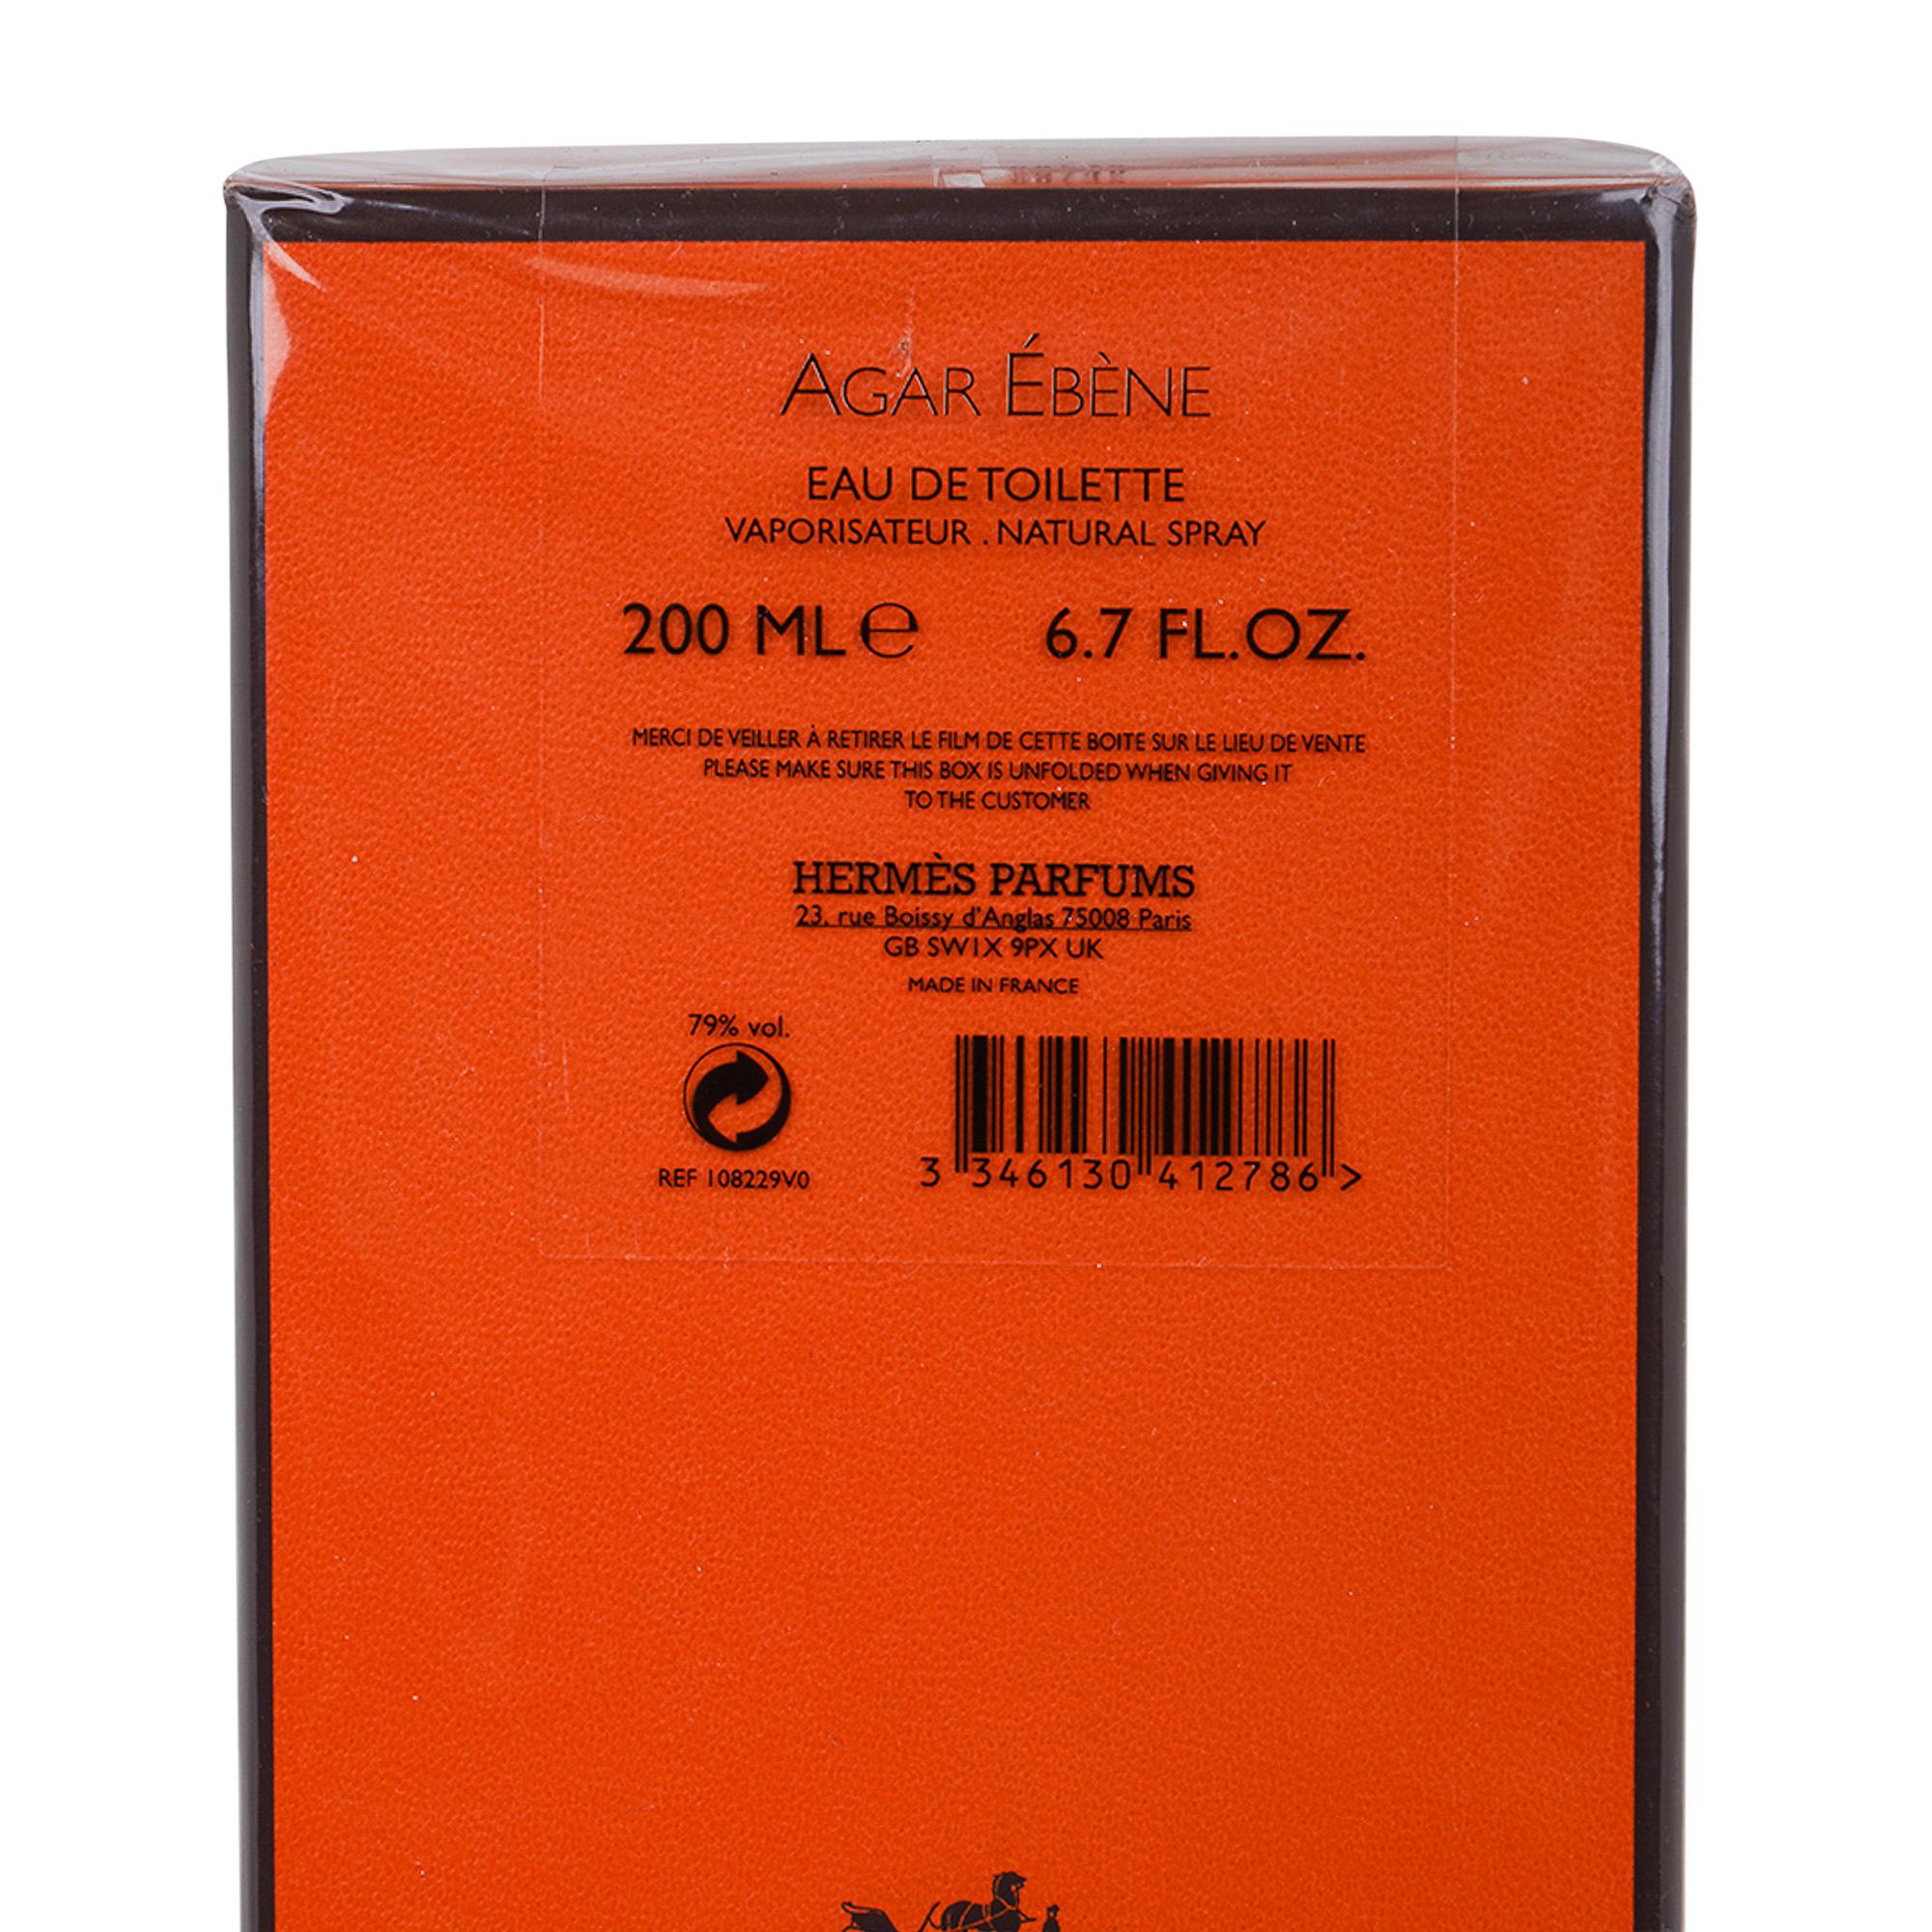 AGAR ÉBÈNE
EAU DE TOILETTE
VAPORISATEUR . NATURAL SPRAY
200 ML ℮ 6.7 FL.OZ.
MERCI DE VEILLER À RETIRER LE FILM DE CETTE BOITE SUR LE LIEU DE VENTE
PLEASE MAKE SURE THIS BOX IS UNFOLDED WHEN GIVING IT
TO THE CUSTOMER
HERMÈS PARFUMS
23, rue Boissy d'Anglas 75008 Paris
GB SW1X 9PX UK
MADE IN FRANCE
79% vol.
REF 108229V0
3 346130 412786 >